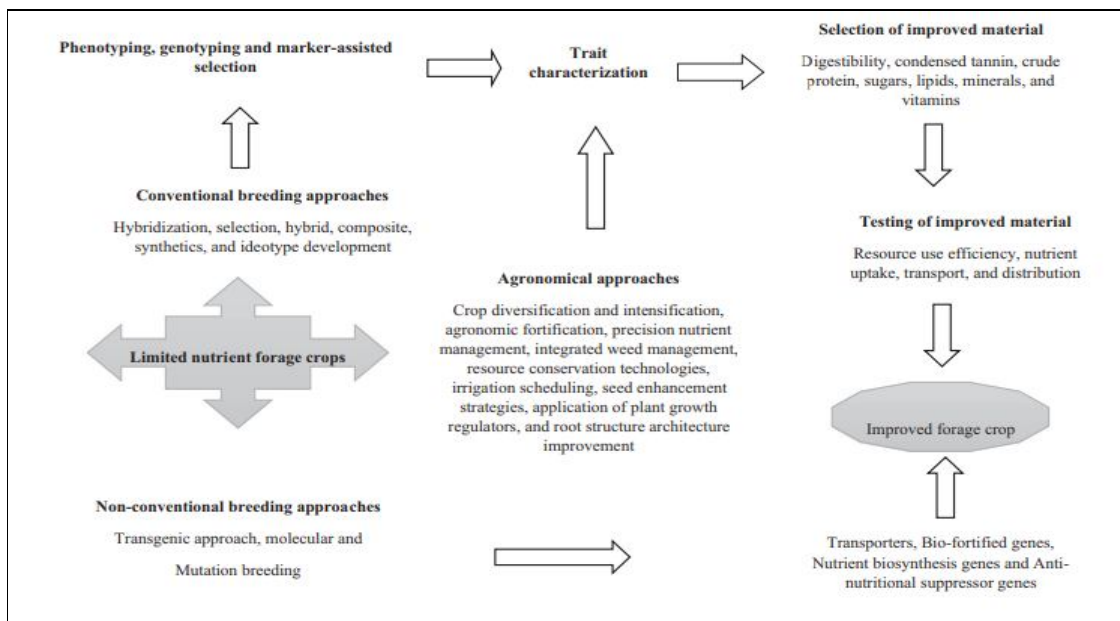 Phenotyping, genotyping and marker-assisted
selection
Trait
characterization
Selection of improved material
Digestibility, condensed tannin, crude
protein, sugars, lipids, minerals, and
vitamins
Conventional breeding approaches
Hybridization, selection, hybrid, composite,
synthetics, and ideotype development
Testing of improved material
Resource use efficiency, nutrient
uptake, transport, and distribution
Limited nutrient forage crops
Agronomical approaches
Crop diversification and intensification,
agronomic fortification, precision nutrient
management, integrated weed management,
resource conservation technologies,
irrigation scheduling, seed enhancement
strategies, application of plant growth
regulators, and root structure architecture
improvement
Improved forage crop
Non-conventional breeding approaches
Transgenic approach, molecular and
Mutation breeding
Transporters, Bio-fortified genes,
Nutrient biosynthesis genes and Anti-
nutritional suppressor genes